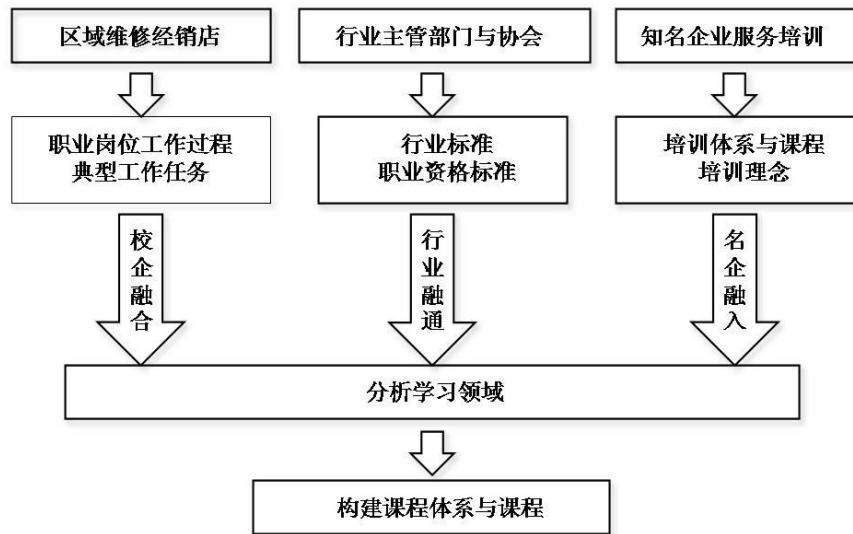 区域维修经销店
行业主管部门与协会
知名企业服务培训
职业岗位工作过程
典型工作任务
行业标准
职业资格标准
培训体系与课程
培训理念
校企融合
行业融通
名企融入
分析学习领域
构建课程体系与课程